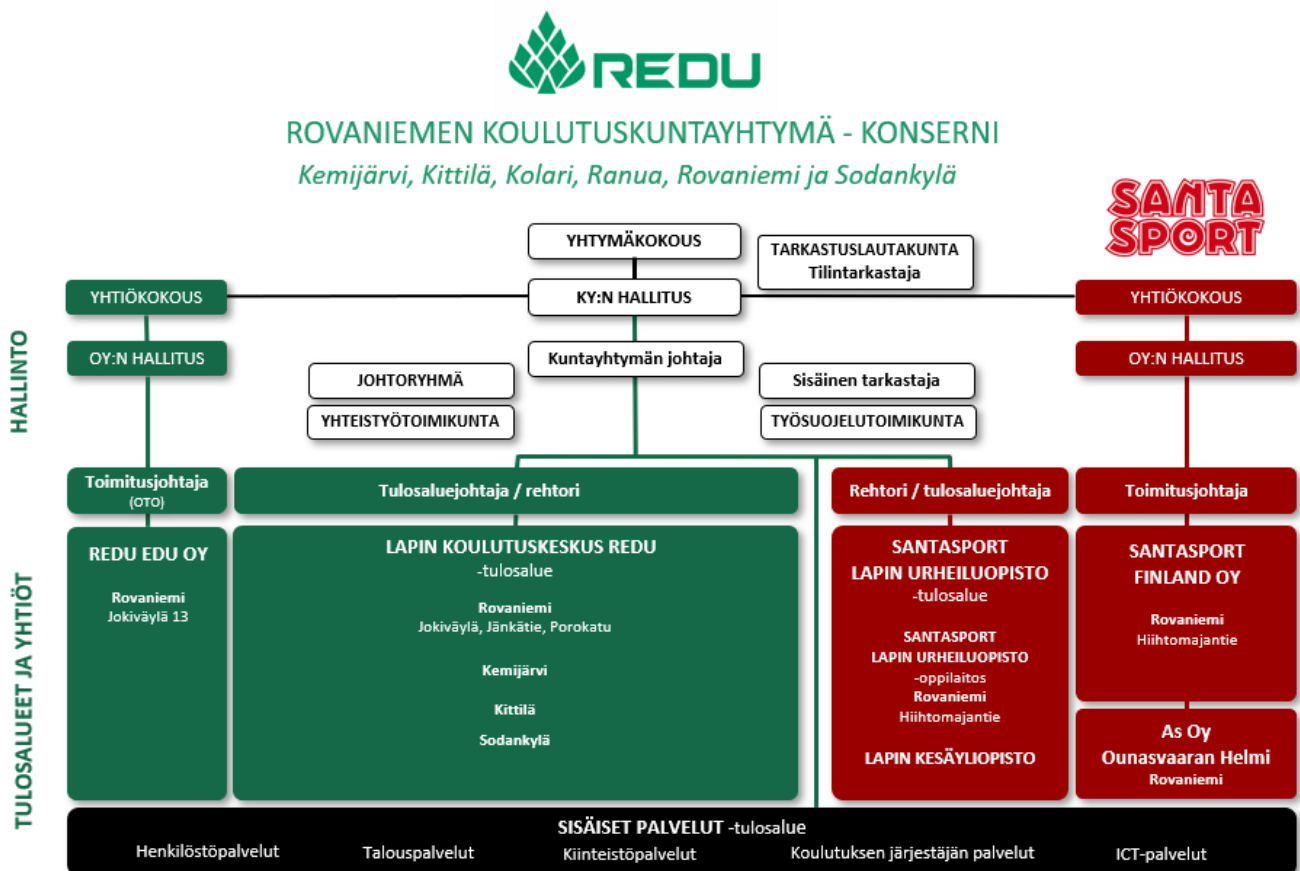 REDU
ROVANIEMEN KOULUTUSKUNTAYHTYMÄ - KONSERNI
Kemijärvi, Kittilä, Kolari, Ranua, Rovaniemi ja Sodankylä
SANTA
SPORT
HALLINTO
YHTYMÄKOKOUS
TARKASTUSLAUTAKUNTA
Tilintarkastaja
YHTIÖKOKOUS
KY:N HALLITUS
YHTIÖKOKOUS
OY:N HALLITUS
Kuntayhtymän johtaja
OY:N HALLITUS
JOHTORYHMÄ
Sisäinen tarkastaja
YHTEISTYÖTOIMIKUNTA
TYÖSUOJELUTOIMIKUNTA
TULOSALUEET JA YHTIÖT
Toimitusjohtaja
(OTO)
Tulosaluejohtaja / rehtori
Rehtori / tulosaluejohtaja
Toimitusjohtaja
REDU EDU OY
Rovaniemi
Jokiväylä 13
LAPIN KOULUTUSKESKUS REDU
-tulosalue
Rovaniemi
Jokiväylä, Jänkätie, Porokatu
Kemijärvi
Kittilä
Sodankylä
SANTASPORT
LAPIN URHEILUOPISTO
-tulosalue
SANTASPORT
LAPIN URHEILUOPISTO
-oppilaitos
Rovaniemi
Hiihtomajantie
LAPIN KESÄYLIOPISTO
SANTASPORT
FINLAND OY
Rovaniemi
Hiihtomajantie
As Oy
Ounasvaaran Helmi
Rovaniemi
SISÄISET PALVELUT -tulosalue
Henkilöstöpalvelut
Talouspalvelut
Kiinteistöpalvelut
Koulutuksen järjestäjän palvelut
ICT-palvelut